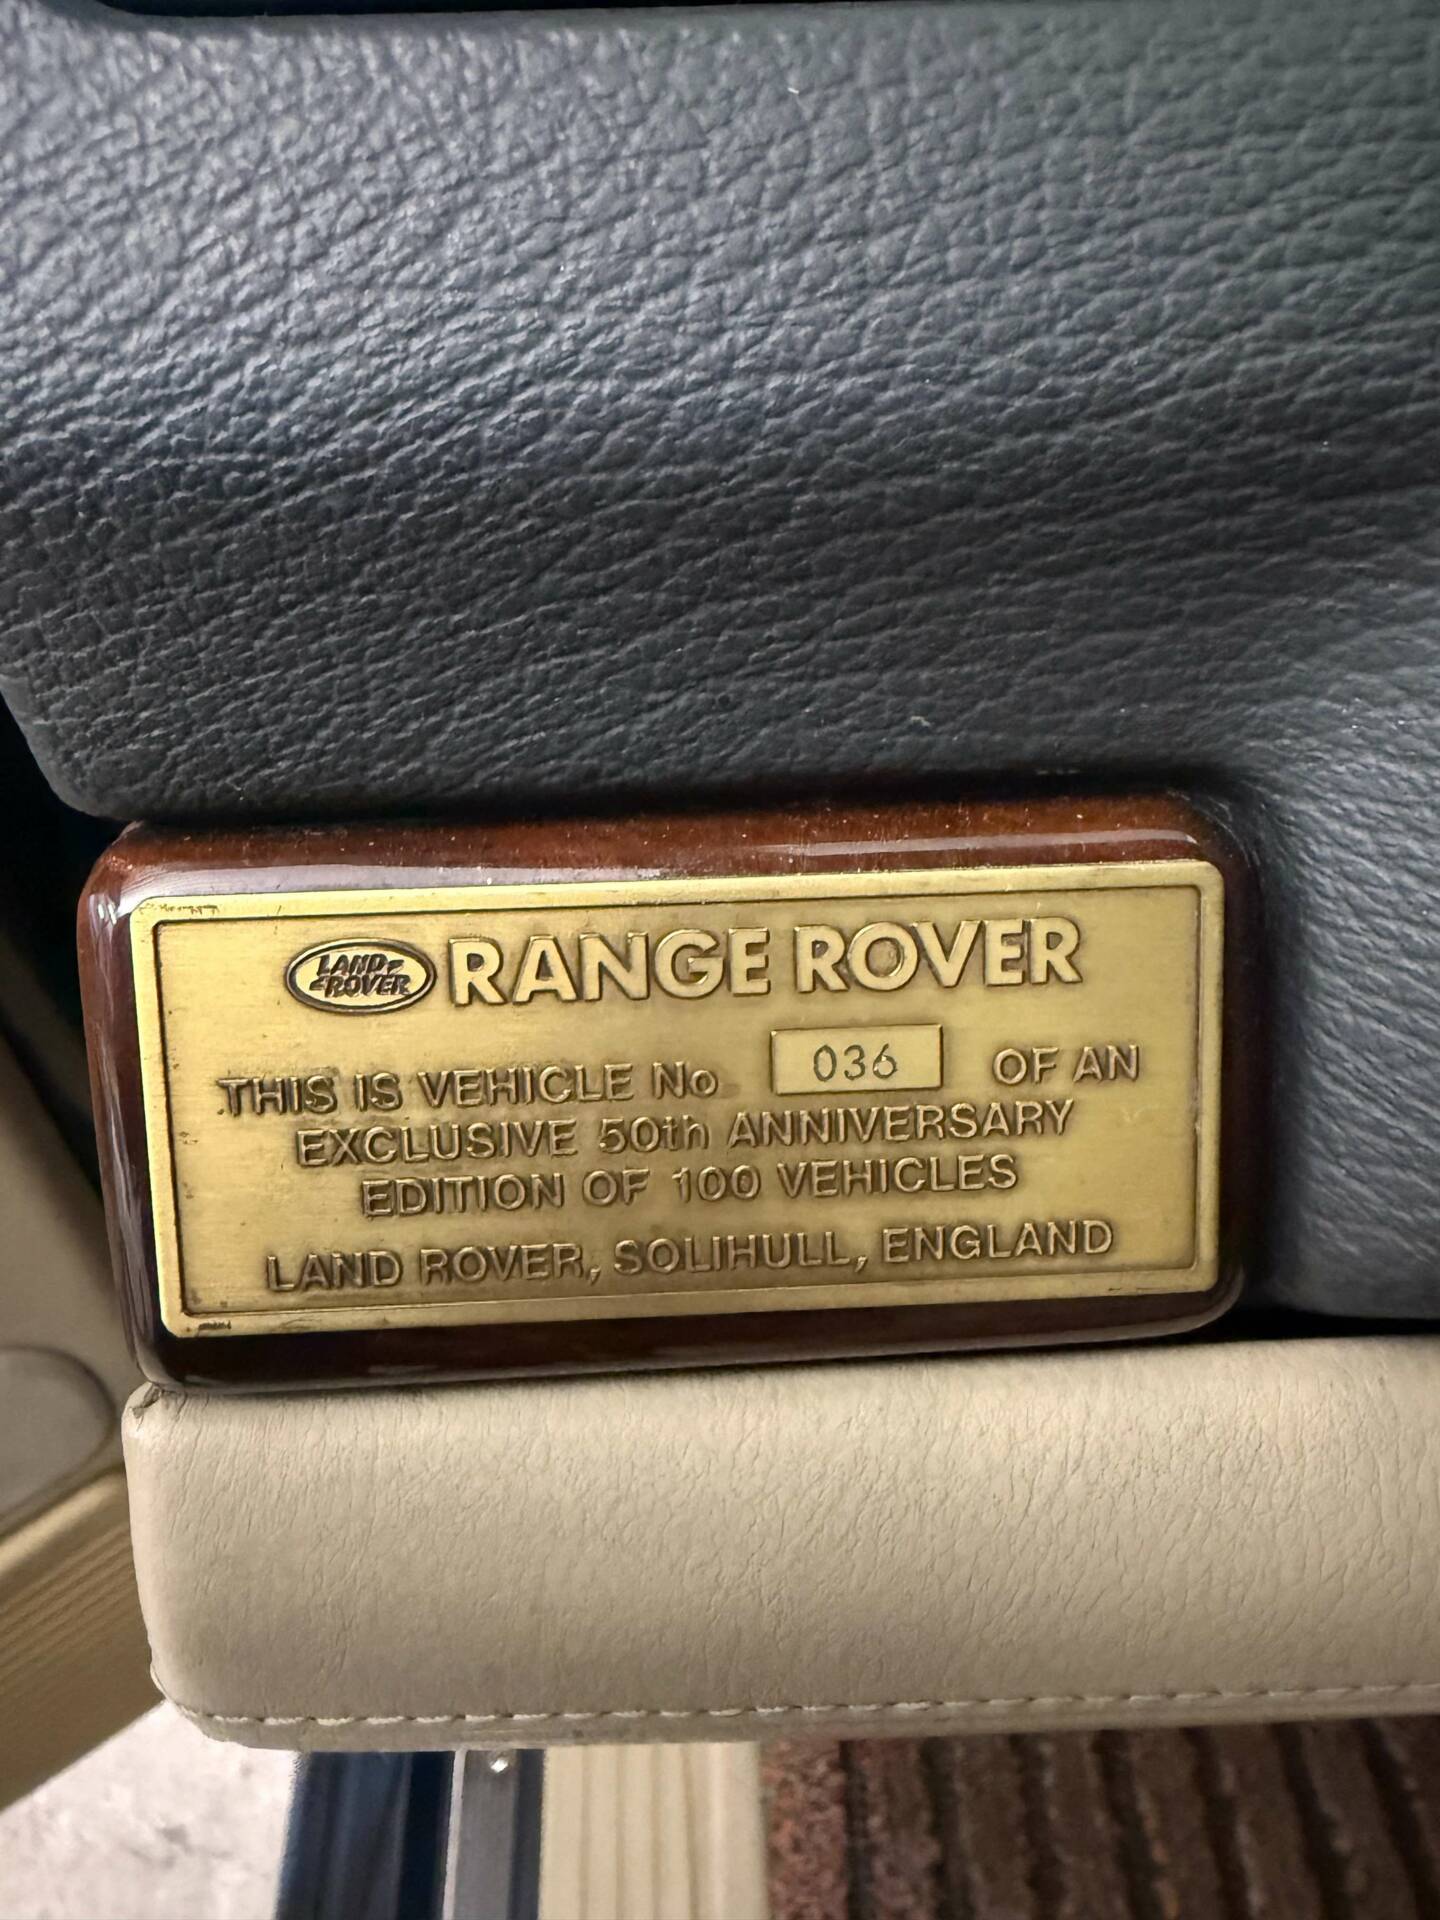 LAND ROVER RANGE ROVER
THIS IS VEHICLE No 036 OF AN
EXCLUSIVE 50th ANNIVERSARY
EDITION OF 100 VEHICLES
LAND ROVER, SOLIHULL, ENGLAND